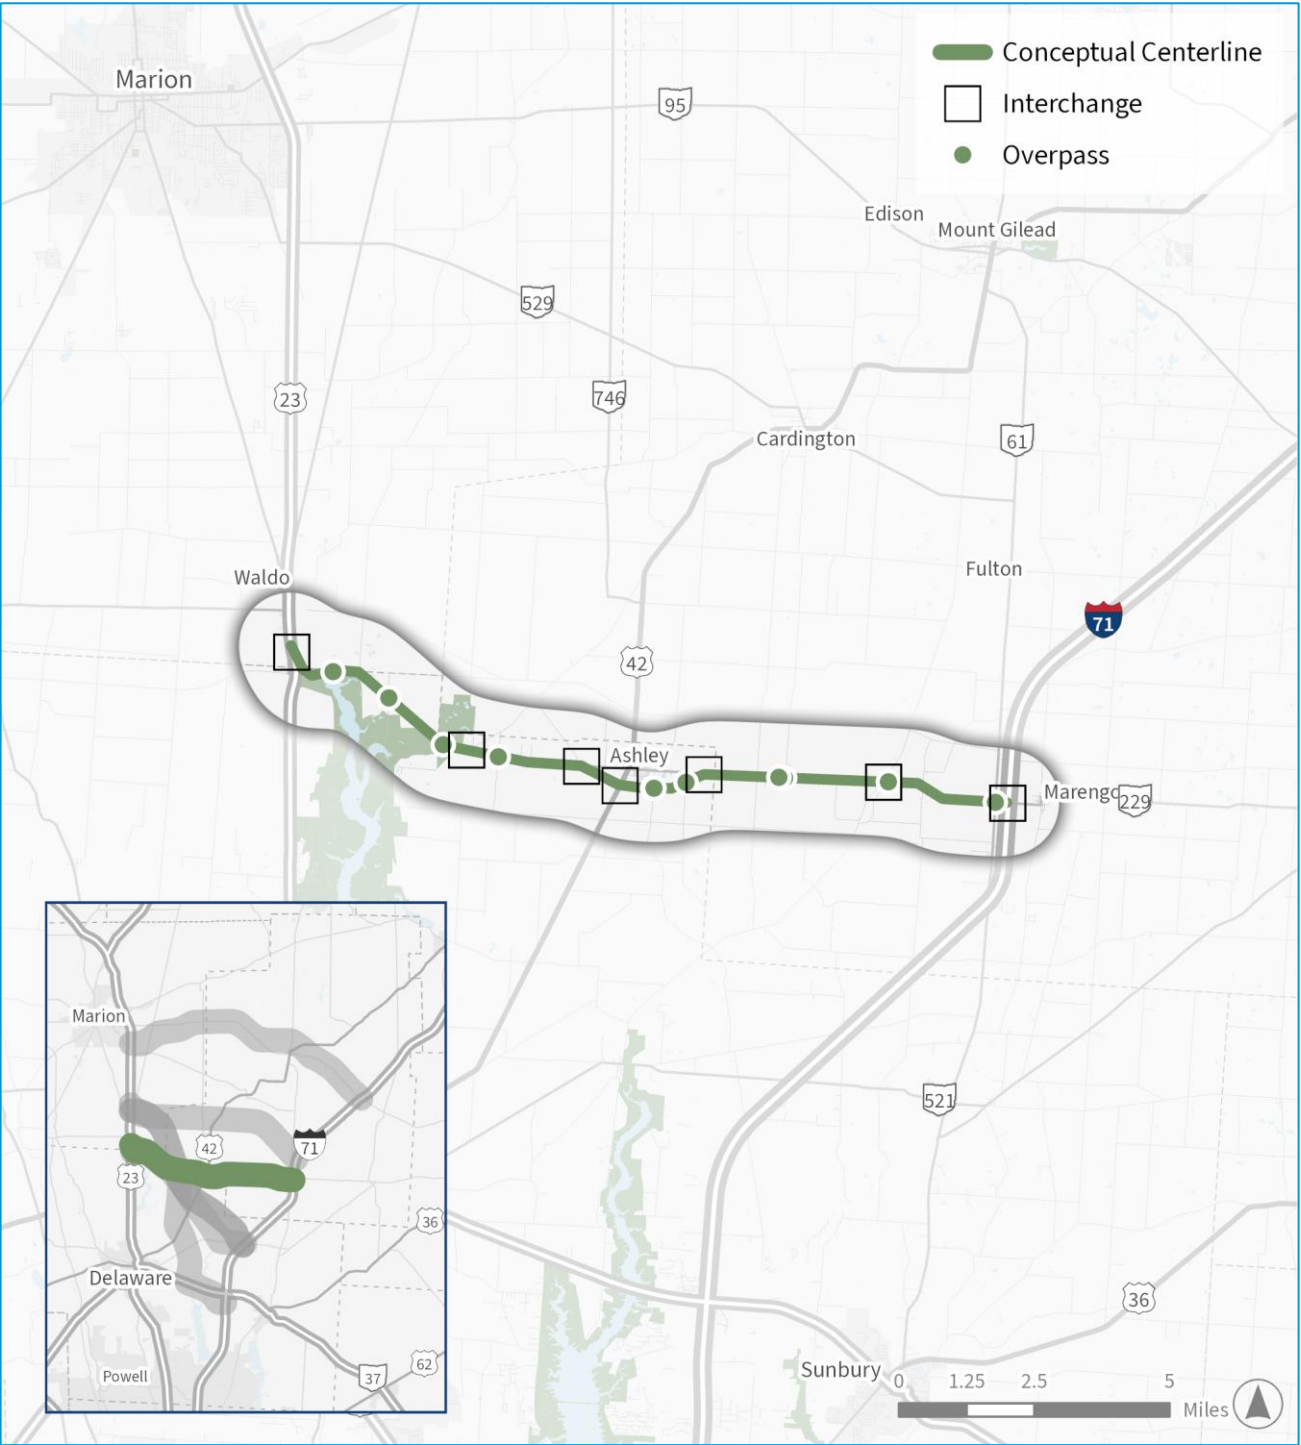 Conceptual Centerline
Interchange
Overpass
Marion
95
Edison
Mount Gilead
529
23
746
Cardington
61
Fulton
Waldo
71
42
Ashley
Marengo
229
Marion
42
71
23
36
Delaware
Powell
37
62
521
36
Sunbury
0 1.25 2.5 5
Miles